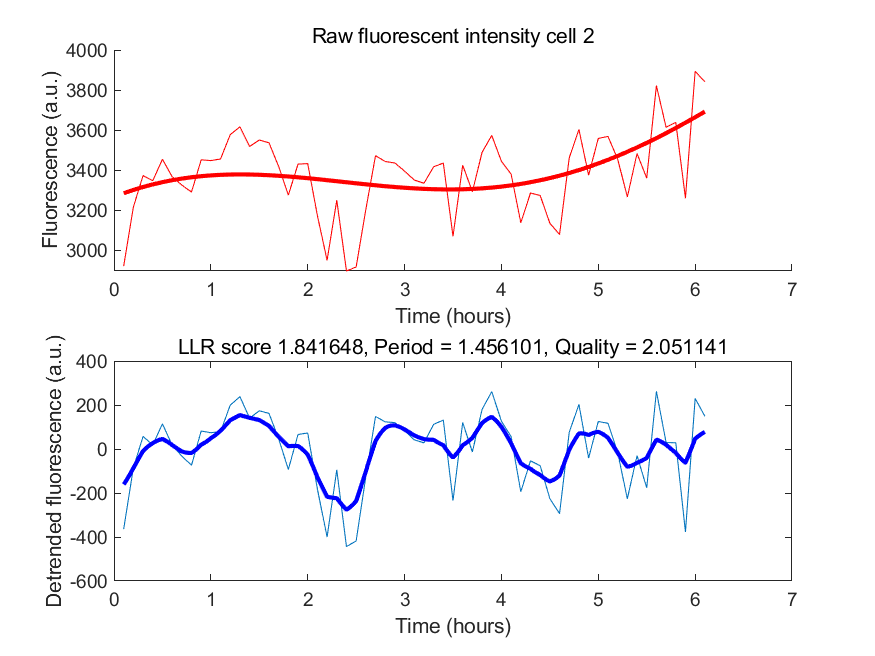 Raw fluorescent intensity cell 2
Fluorescence (a.u.)
4000
3800
3600
3400
3200
3000
0 1 2 3 4 5 6 7
Time (hours)
LLR score 1.841648, Period = 1.456101, Quality = 2.051141
Detrended fluorescence (a.u.)
400
200
0
-200
-400
-600
0 1 2 3 4 5 6 7
Time (hours)